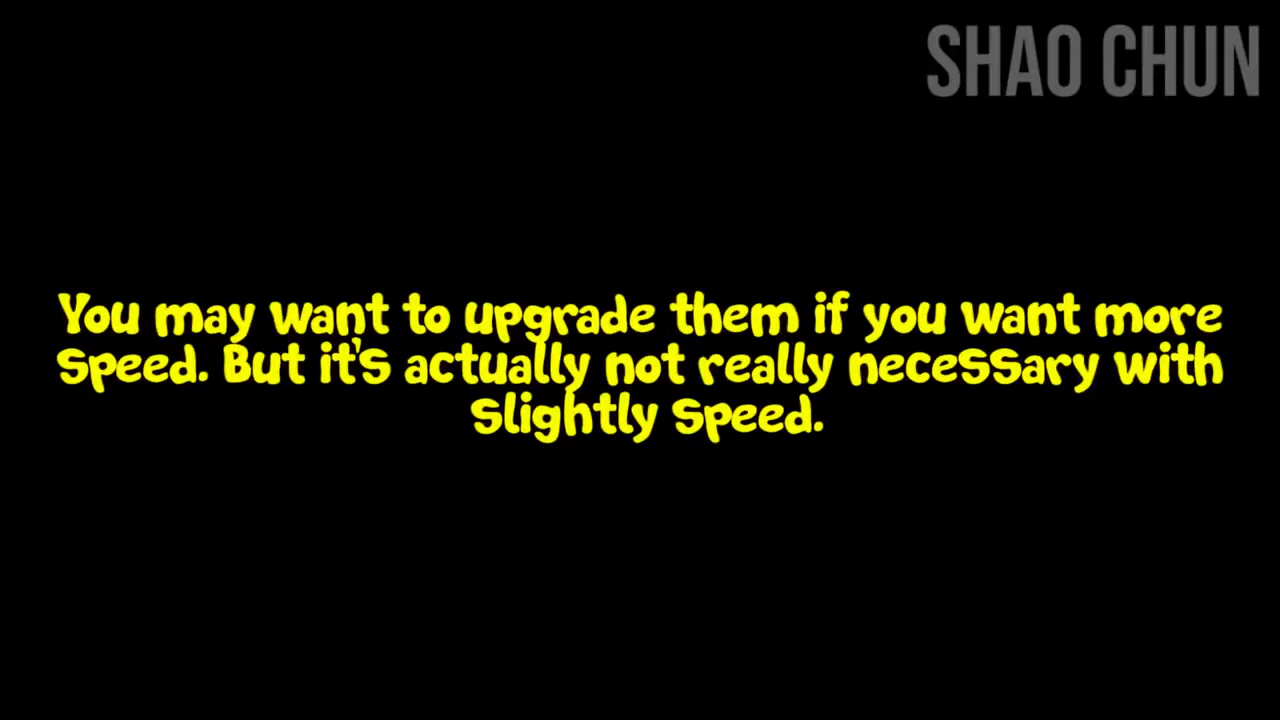 SHAO CHUN
You may want to upgrade them if you want more
speed. But it's actually not really necessary with
slightly speed.